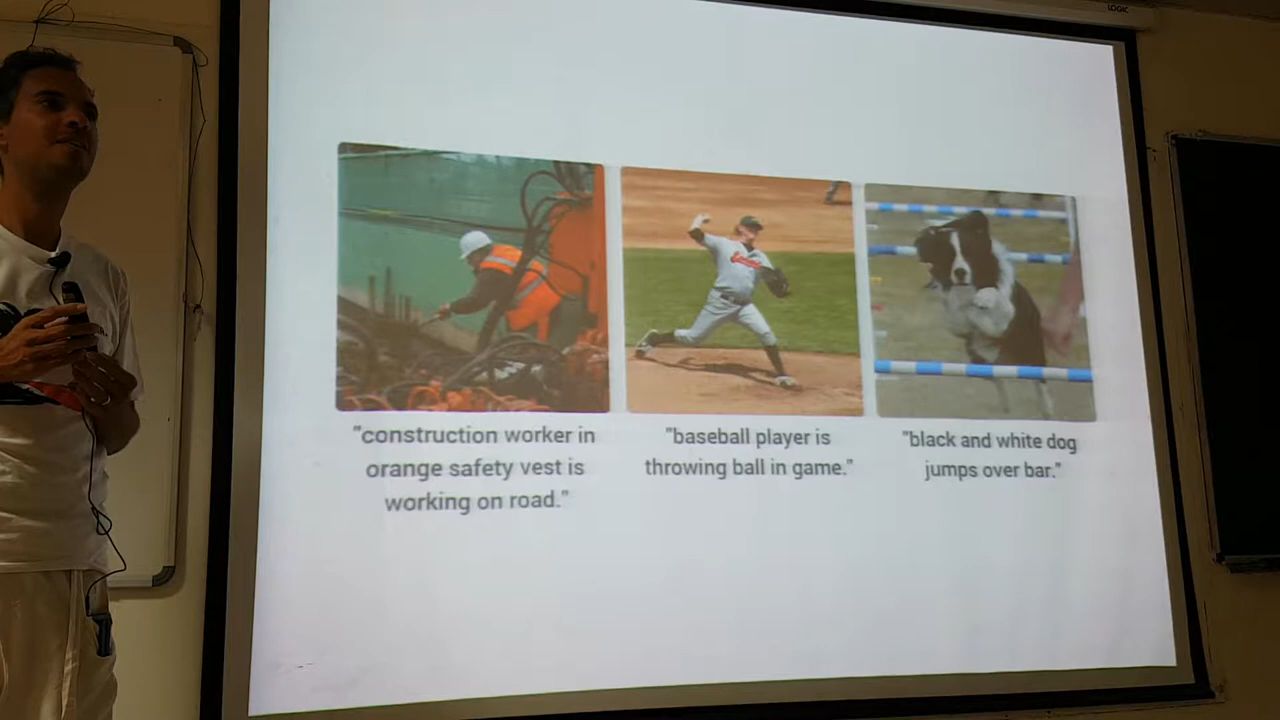 LOGIC
"construction worker in
orange safety vest is
working on road."
"baseball player is
throwing ball in game."
"black and white dog
jumps over bar."